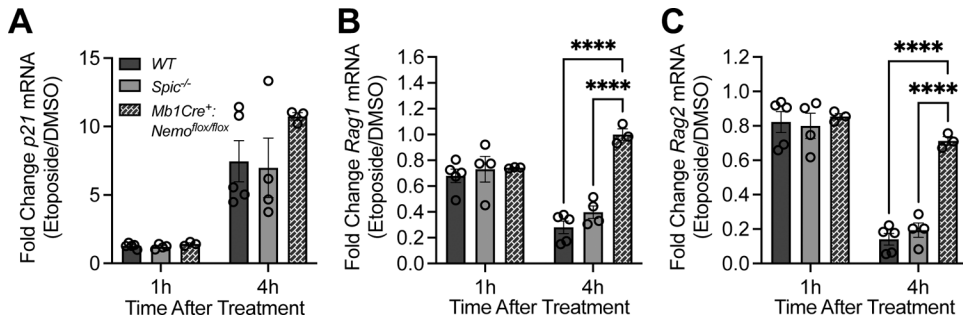 A
Fold Change p21 mRNA
(Etoposide/DMSO)
15
10
5
0
WT
Spic-/-
Mb1Cre+:
Nemoflox/flox
1h
4h
Time After Treatment
B
Fold Change Rag1 mRNA
(Etoposide/DMSO)
1.6
1.4
1.2
1.0
0.8
0.6
0.4
0.2
0.0
****
****
1h
4h
Time After Treatment
C
Fold Change Rag2 mRNA
(Etoposide/DMSO)
1.2
1.0
0.8
0.6
0.4
0.2
0.0
****
****
1h
4h
Time After Treatment